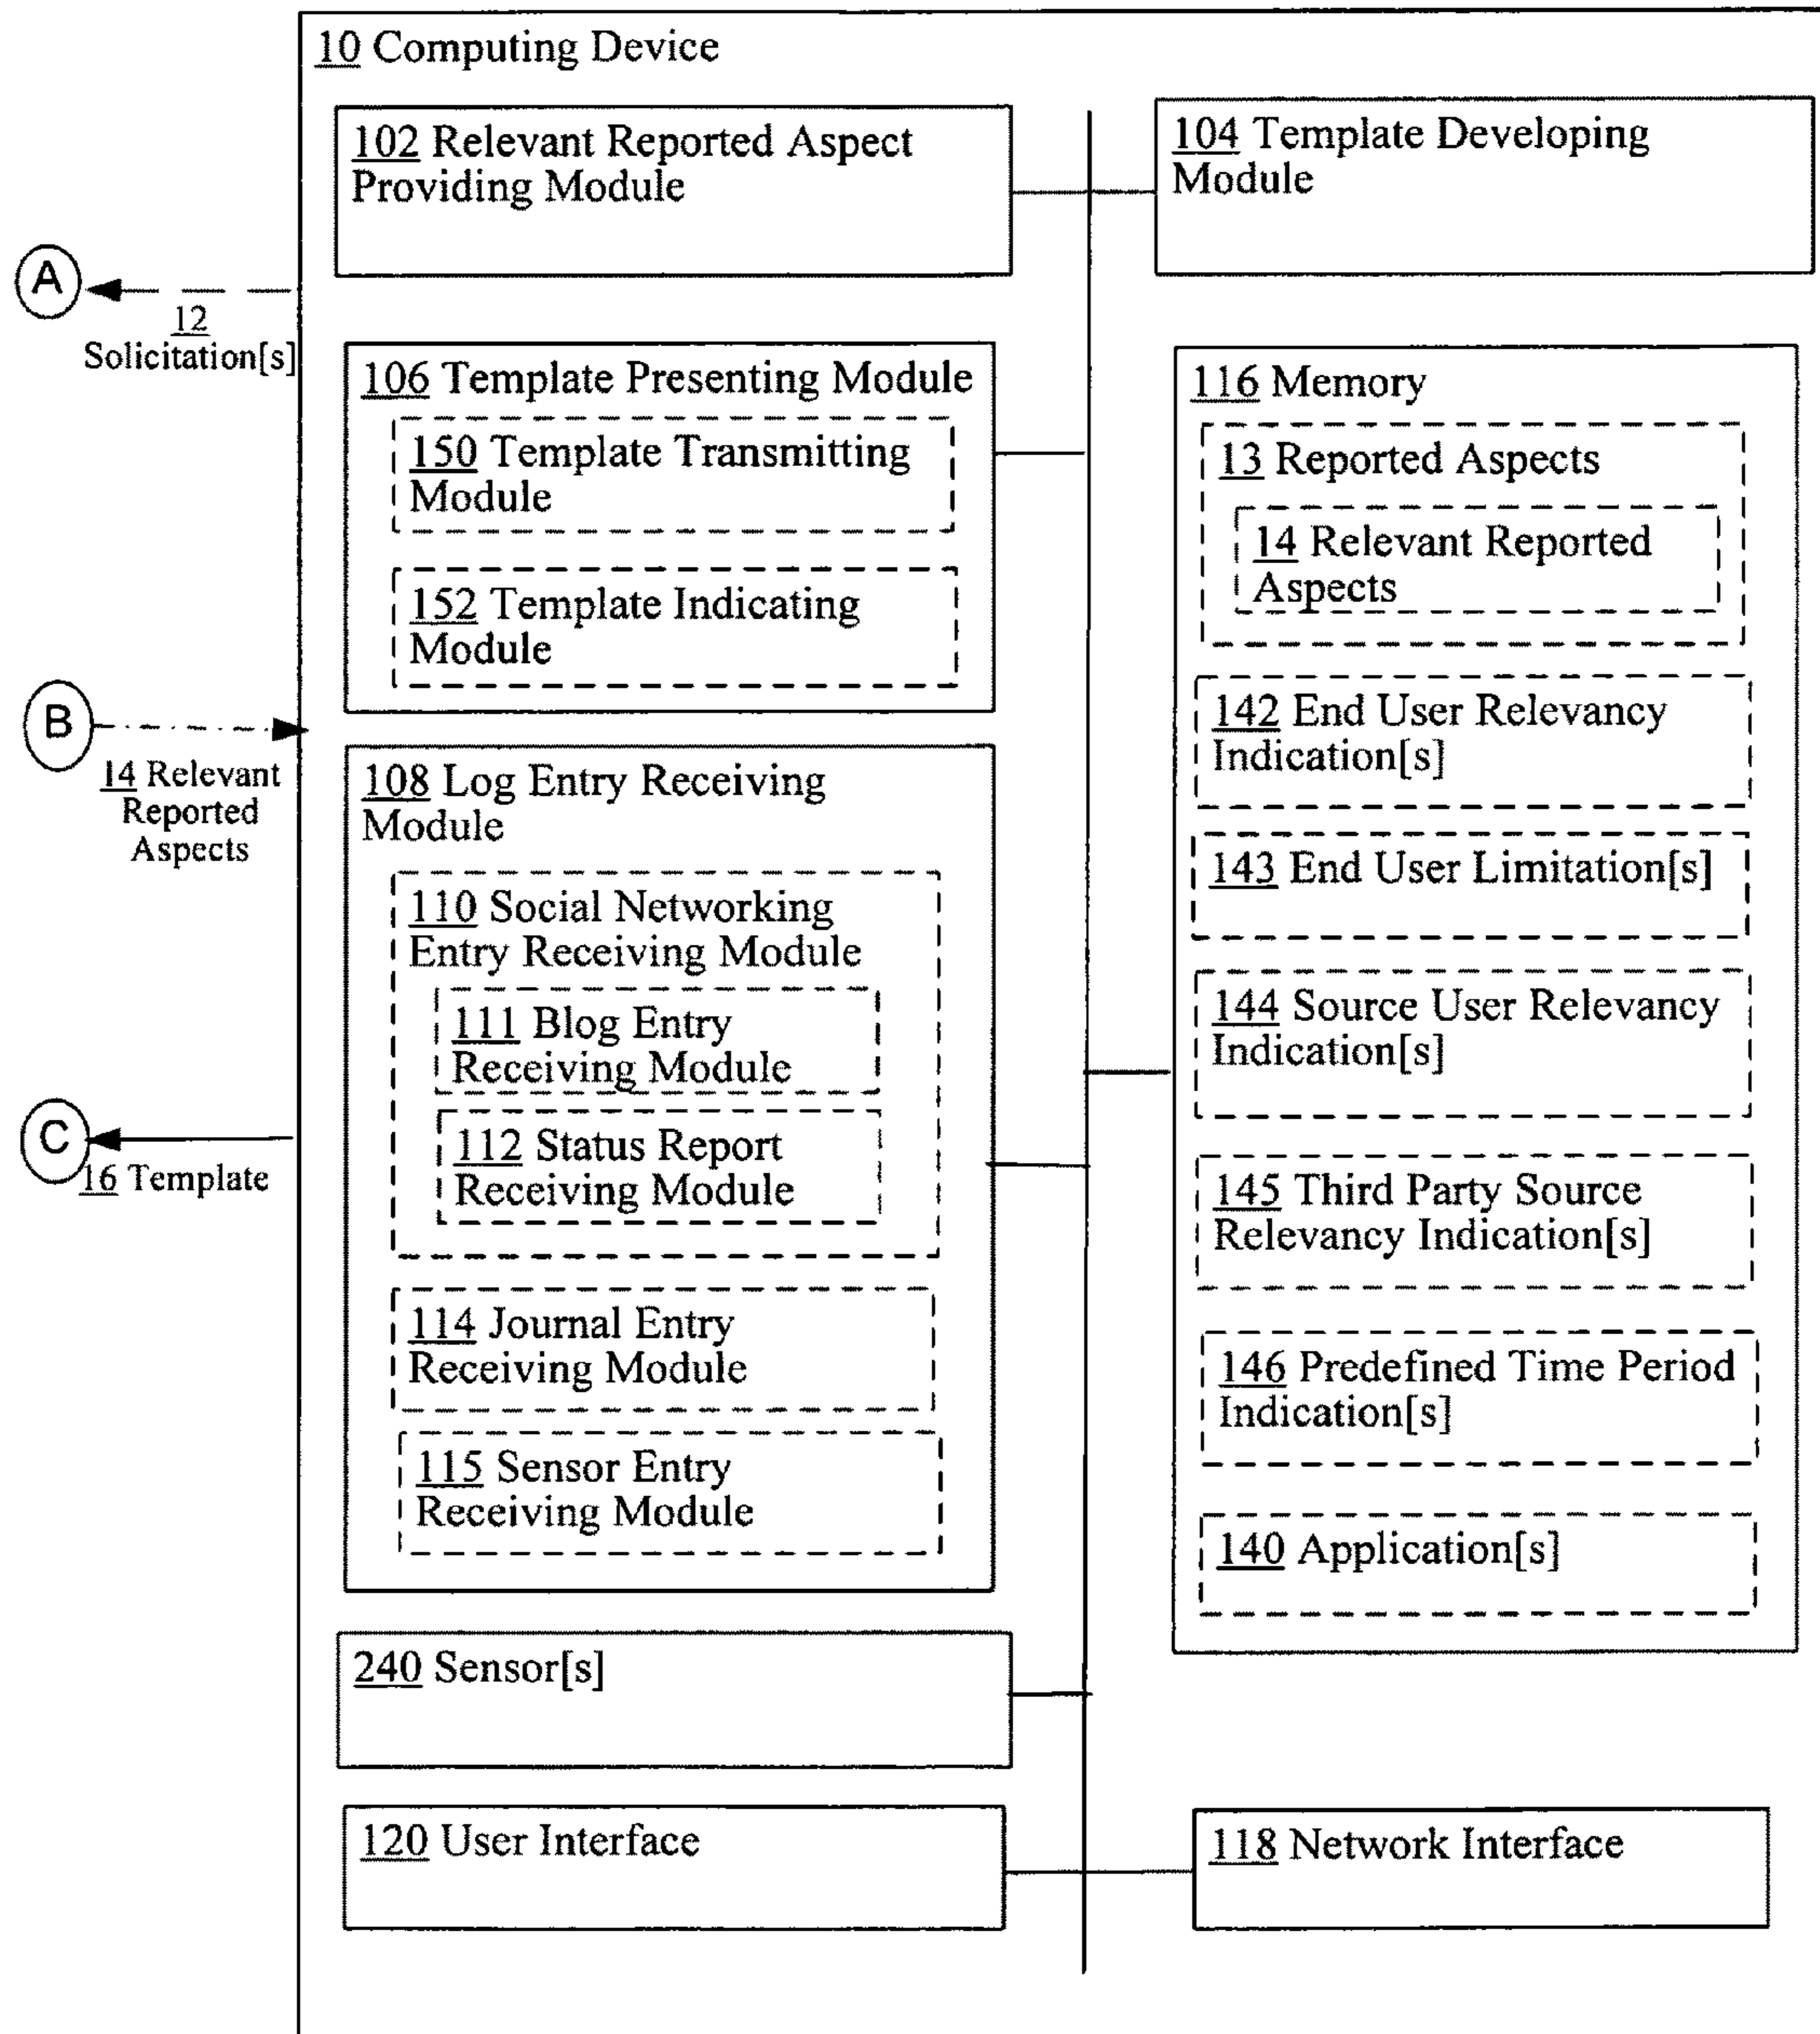 10 Computing Device
102 Relevant Reported Aspect
Providing Module
104 Template Developing
Module
A
12
Solicitation[s]
106 Template Presenting Module
150 Template Transmitting
Module
152 Template Indicating
Module
B
14 Relevant
Reported
Aspects
108 Log Entry Receiving
Module
110 Social Networking
Entry Receiving Module
111 Blog Entry
Receiving Module
112 Status Report
Receiving Module
C
16 Template
114 Journal Entry
Receiving Module
115 Sensor Entry
Receiving Module
116 Memory
13 Reported Aspects
14 Relevant Reported
Aspects
142 End User Relevancy
Indication[s]
143 End User Limitation[s]
144 Source User Relevancy
Indication[s]
145 Third Party Source
Relevancy Indication[s]
146 Predefined Time Period
Indication[s]
140 Application[s]
240 Sensor[s]
120 User Interface
118 Network Interface